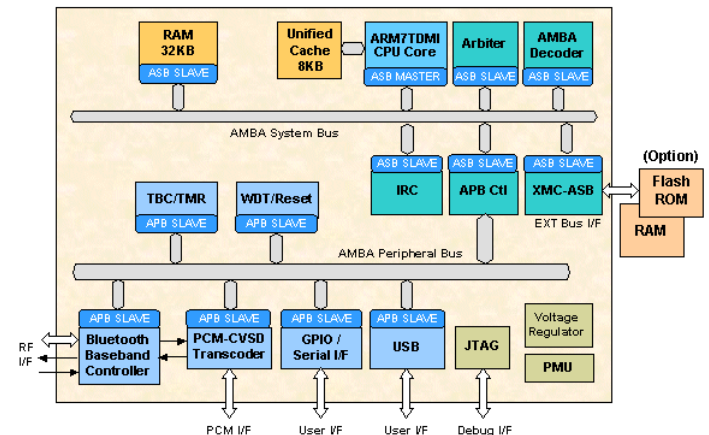 RAM
32KB
ASB SLAVE
Unified
Cache
8KB
ARM7TDMI
CPU Core
ASB MASTER
Arbiter
ASB SLAVE
AMBA
Decoder
ASB SLAVE
AMBA System Bus
ASB SLAVE
IRC
ASB SLAVE
APB Ctl
ASB SLAVE
XMC-ASB
EXT Bus I/F
(Option)
Flash
ROM
RAM
TBC/TMR
APB SLAVE
WDT/Reset
APB SLAVE
AMBA Peripheral Bus
APB SLAVE
Bluetooth
Baseband
Controller
RF
I/F
APB SLAVE
PCM-CVSD
Transcoder
APB SLAVE
GPIO /
Serial I/F
APB SLAVE
USB
JTAG
Voltage
Regulator
PMU
PCM I/F
User I/F
User I/F
Debug I/F